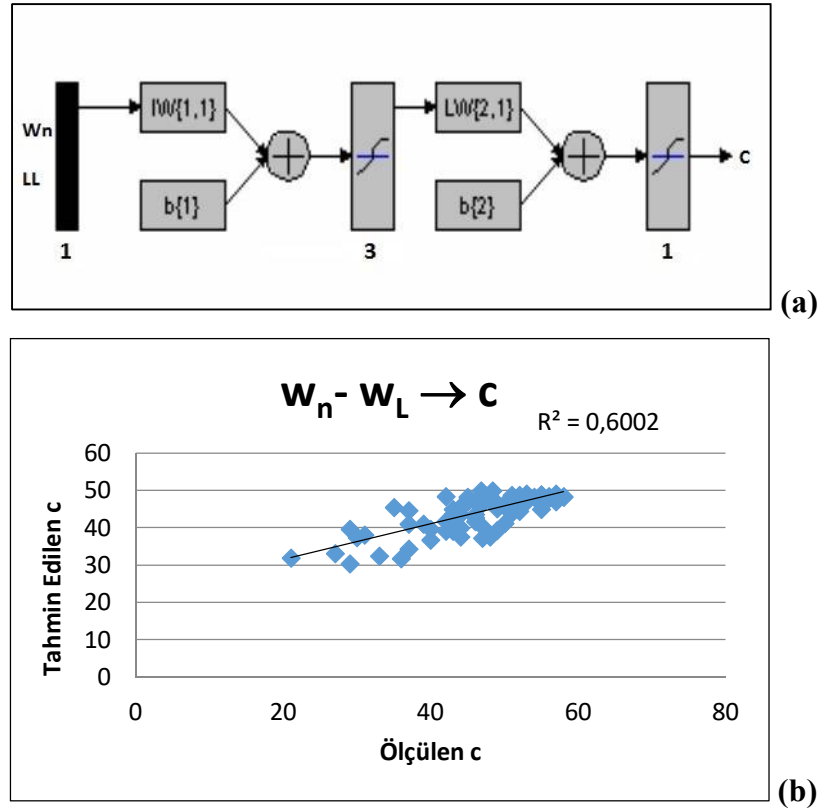 Wn
LL
IW{1,1}
b{1}
LW{2,1}
b{2}
c
1
3
1
(a)
wn- wL → c
R² = 0,6002
Tahmin Edilen c
60
50
40
30
20
10
0
0 20 40 60 80
Ölçülen c
(b)